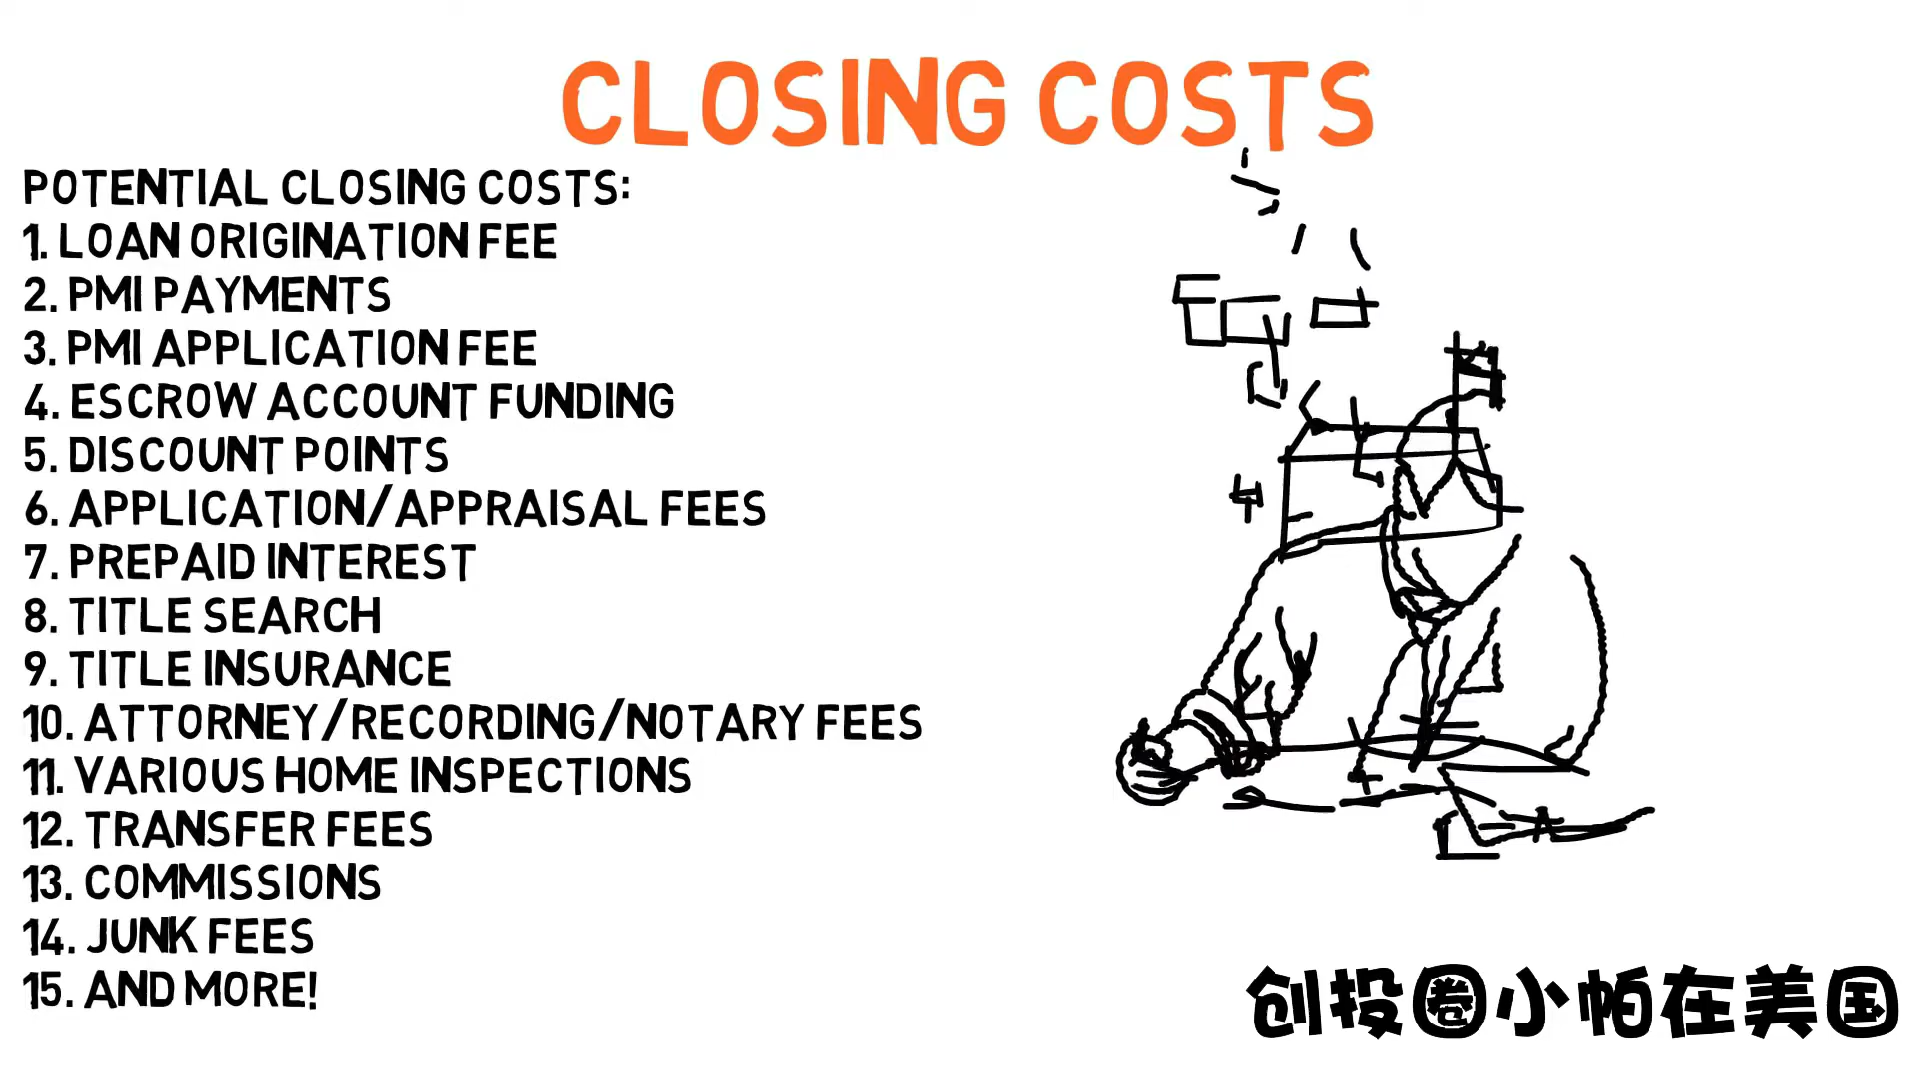 CLOSING COSTS
POTENTIAL CLOSING COSTS:
1. LOAN ORIGINATION FEE
2. PMI PAYMENTS
3. PMI APPLICATION FEE
4. ESCROW ACCOUNT FUNDING
5. DISCOUNT POINTS
6. APPLICATION/APPRAISAL FEES
7. PREPAID INTEREST
8. TITLE SEARCH
9. TITLE INSURANCE
10. ATTORNEY/RECORDING/NOTARY FEES
11. VARIOUS HOME INSPECTIONS
12. TRANSFER FEES
13. COMMISSIONS
14. JUNK FEES
15. AND MORE!
创投圈小帕在美国